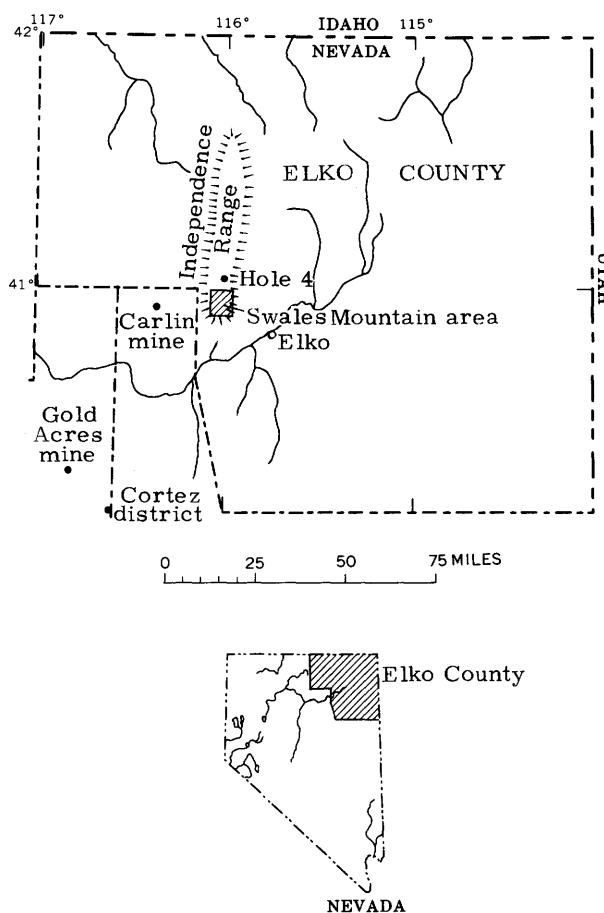 117°
116°
115°
42°
IDAHO
NEVADA
Independence
Range
ELKO COUNTY
UTAH
41°
Hole 4
Carlin
mine
Swales Mountain area
Elko
Gold
Acres
mine
Cortez
district
0 25 50 75 MILES
Elko County
NEVADA